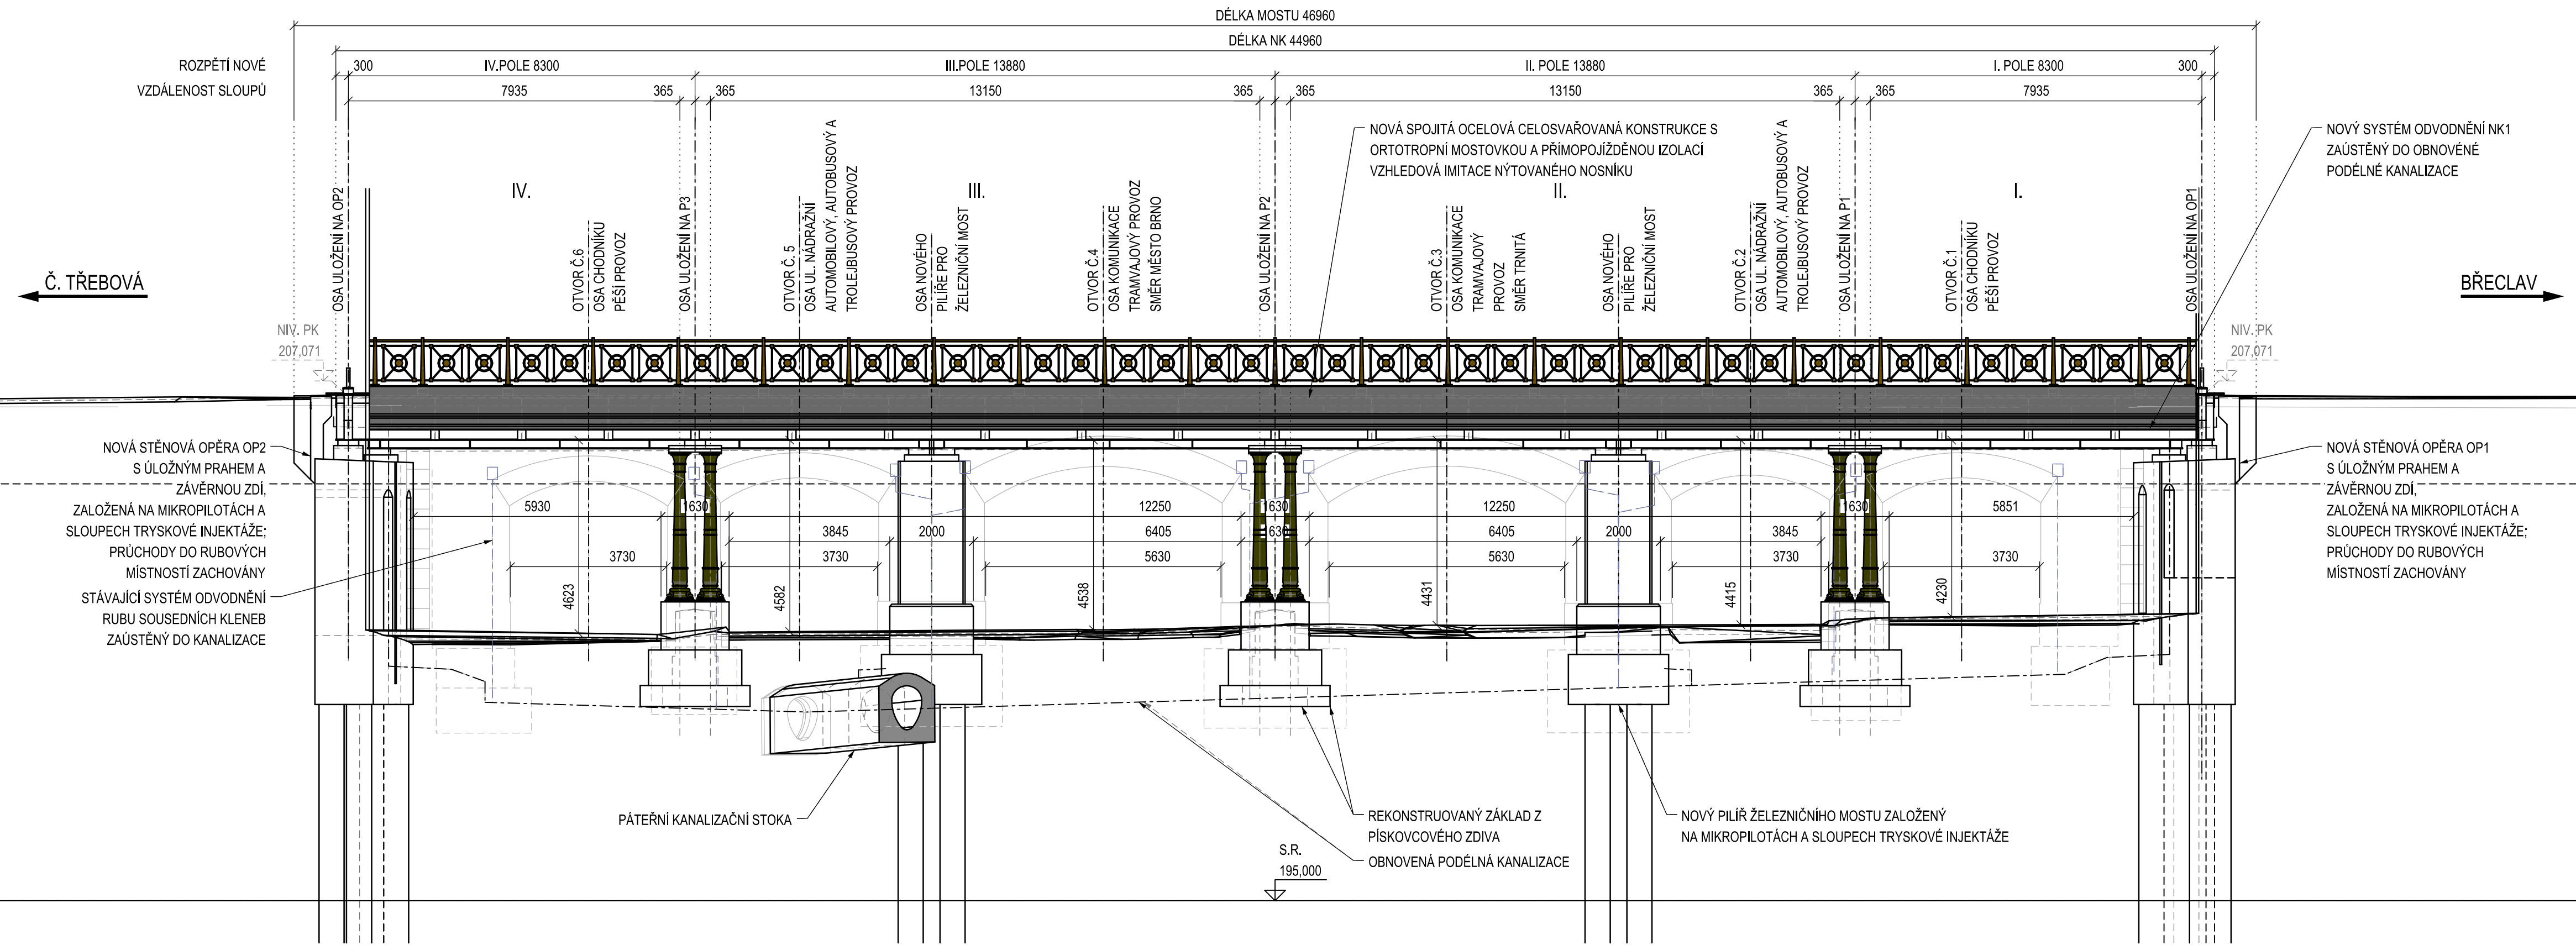 DÉLKA MOSTU 46960
DÉLKA NK 44960
ROZPĚTÍ NOVÉ
300
IV.POLE 8300
III.POLE 13880
II. POLE 13880
I. POLE 8300
300
VZDÁLENOST SLOUPŮ
7935
365
365
13150
365
365
13150
365
365
7935
NOVÁ SPOJITÁ OCELOVÁ CELOSVAŘOVANÁ KONSTRUKCE S
ORTOTROPNÍ MOSTOVKOU A PŘÍMOPOJÍŽDĚNOU IZOLACÍ
VZHLEDOVÁ IMITACE NÝTOVANÉHO NOSNÍKU
NOVÝ SYSTÉM ODVODNĚNÍ NK1
ZAÚSTĚNÝ DO OBNOVÉNÉ
PODÉLNÉ KANALIZACE
IV.
III.
II.
I.
OSA ULOŽENÍ NA OP2
OTVOR Č.6
OSA CHODNÍKU
PĚŠÍ PROVOZ
OSA ULOŽENÍ NA P3
OTVOR Č. 5
OSA UL. NÁDRAŽNÍ
AUTOMOBILOVÝ, AUTOBUSOVÝ A
TROLEJBUSOVÝ PROVOZ
OSA NOVÉHO
PILÍŘE PRO
ŽELEZNIČNÍ MOST
OTVOR Č.4
OSA KOMUNIKACE
TRAMVAJOVÝ PROVOZ
SMĚR MĚSTO BRNO
OSA ULOŽENÍ NA P2
OTVOR Č.3
OSA KOMUNIKACE
TRAMVAJOVÝ
PROVOZ
SMĚR TRNITÁ
OSA NOVÉHO
PILÍŘE PRO
ŽELEZNIČNÍ MOST
OTVOR Č.2
OSA UL. NÁDRAŽNÍ
AUTOMOBILOVÝ, AUTOBUSOVÝ A
TROLEJBUSOVÝ PROVOZ
OSA ULOŽENÍ NA P1
OTVOR Č.1
OSA CHODNÍKU
PĚŠÍ PROVOZ
OSA ULOŽENÍ NA OP1
Č. TŘEBOVÁ
BŘECLAV
NIV. PK
207,071
NIV. PK
207,071
NOVÁ STĚNOVÁ OPĚRA OP2
S ÚLOŽNÝM PRAHEM A
ZÁVĚRNOU ZDÍ,
ZALOŽENÁ NA MIKROPILOTÁCH A
SLOUPECH TRYSKOVÉ INJEKTÁŽE;
PRŮCHODY DO RUBOVÝCH
MÍSTNOSTÍ ZACHOVÁNY
STÁVAJÍCÍ SYSTÉM ODVODNĚNÍ
RUBU SOUSEDNÍCH KLENEB
ZAÚSTĚNÝ DO KANALIZACE
NOVÁ STĚNOVÁ OPĚRA OP1
S ÚLOŽNÝM PRAHEM A
ZÁVĚRNOU ZDÍ,
ZALOŽENÁ NA MIKROPILOTÁCH A
SLOUPECH TRYSKOVÉ INJEKTÁŽE;
PRŮCHODY DO RUBOVÝCH
MÍSTNOSTÍ ZACHOVÁNY
5930
1630
12250
1630
12250
1630
5851
3845
2000
6405
1630
6405
2000
3845
3730
3730
5630
5630
3730
3730
4623
4582
4538
4431
4415
4230
PÁTEŘNÍ KANALIZAČNÍ STOKA
REKONSTRUOVANÝ ZÁKLAD Z
PÍSKOVCOVÉHO ZDIVA
OBNOVENÁ PODÉLNÁ KANALIZACE
NOVÝ PILÍŘ ŽELEZNIČNÍHO MOSTU ZALOŽENÝ
NA MIKROPILOTÁCH A SLOUPECH TRYSKOVÉ INJEKTÁŽE
S.R.
195,000